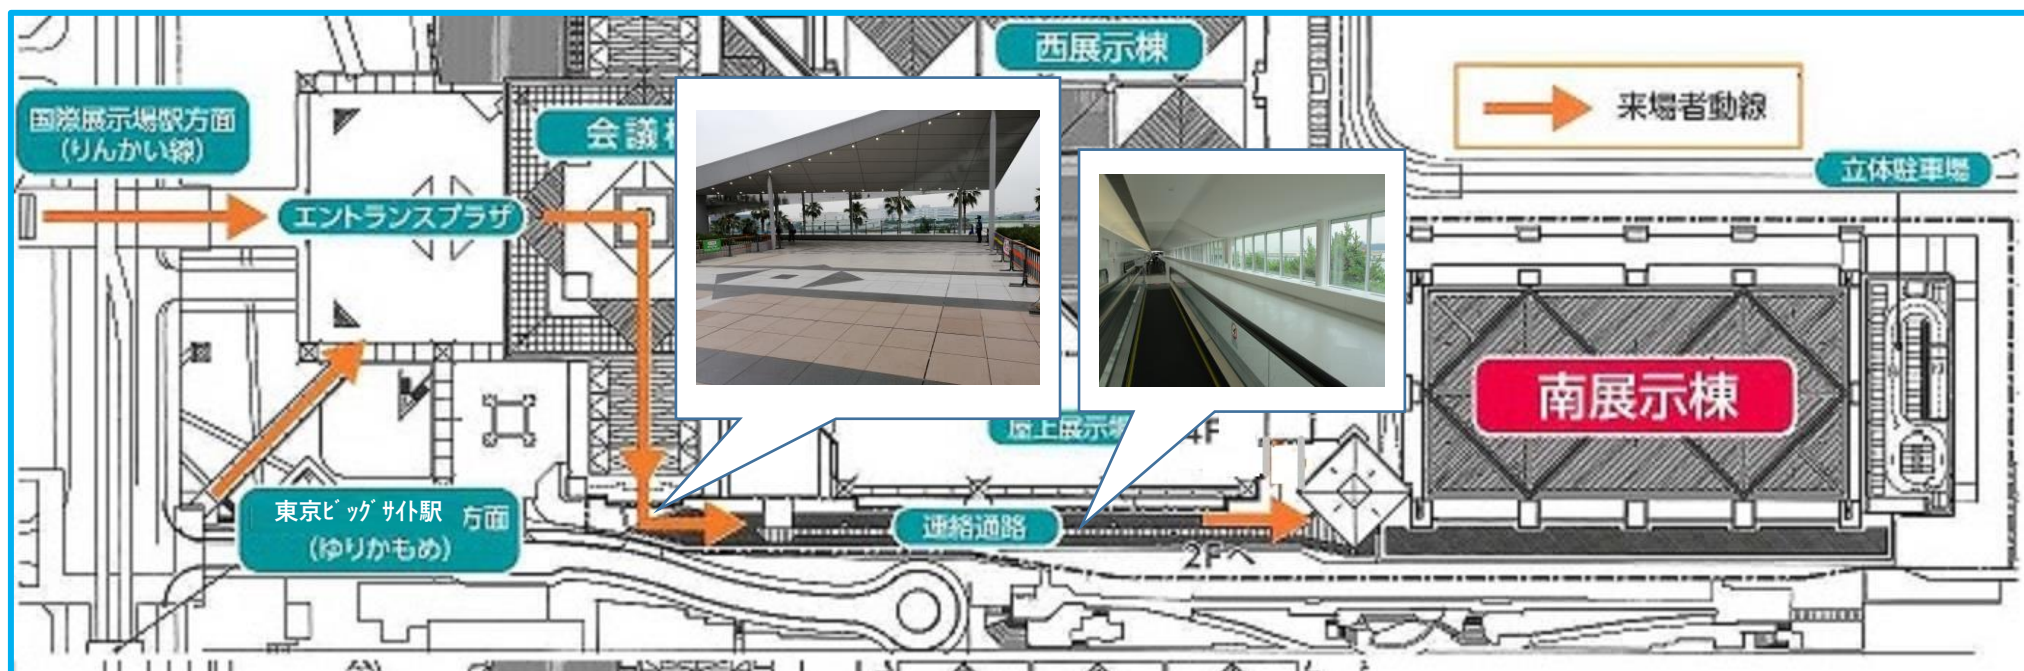 西展示棟
国際展示場駅方面
(りんかい線)
会議
来場者動線
立体駐車場
エントランスプラザ
南展示棟
屋上展示場
4F
東京ビッグサイト駅 方面
(ゆりかもめ)
連絡通路
2Fへ